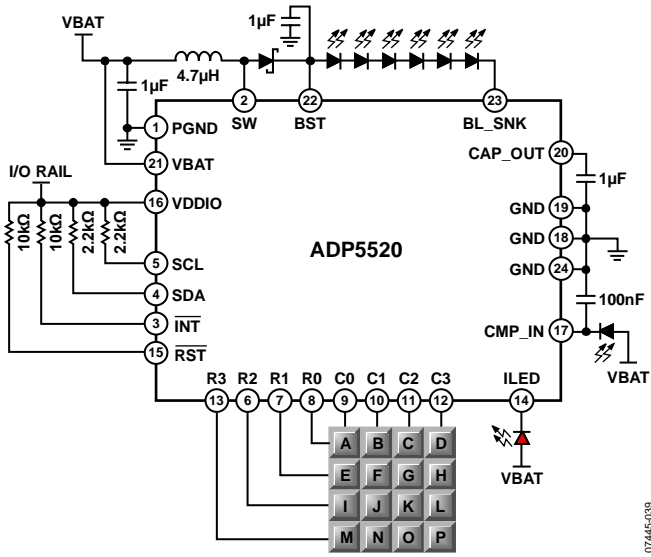 VBAT
1µF
4.7µH
1µF
2
SW
22
BST
23
BL_SNK
1
PGND
21
VBAT
I/O RAIL
16
VDDIO
10kΩ
10kΩ
2.2kΩ
2.2kΩ
5
SCL
4
SDA
3
INT
15
RST
ADP5520
CAP_OUT
20
1µF
GND
19
GND
18
GND
24
100nF
CMP_IN
17
VBAT
R3
R2
R1
R0
C0
C1
C2
C3
ILED
13
6
7
8
9
10
11
12
14
A B C D
E F G H
I J K L
M N O P
VBAT
07445-039